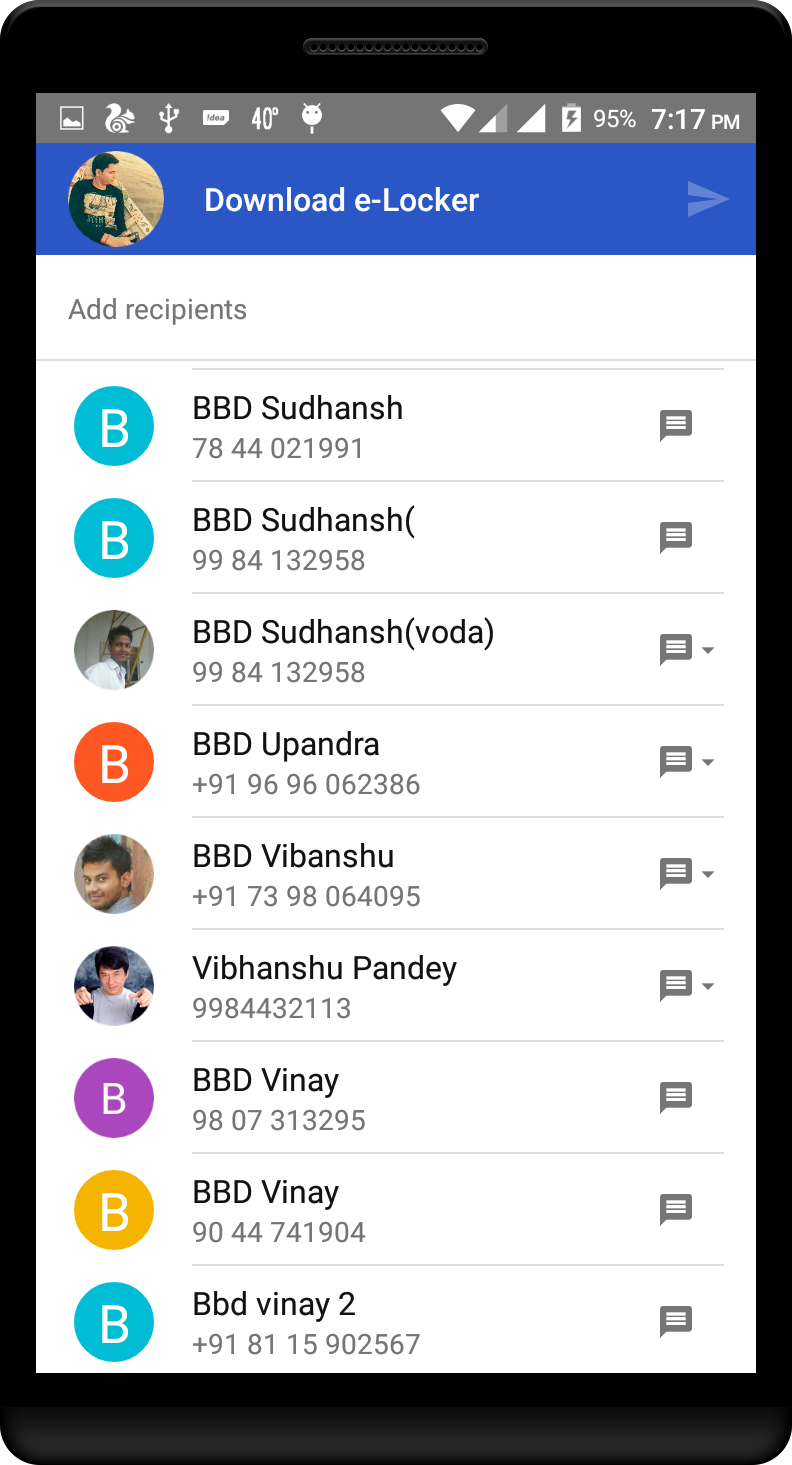 Idea 40° 95% 7:17 PM
Download e-Locker
Add recipients
B BBD Sudhansh
78 44 021991
B BBD Sudhansh(
99 84 132958
BBD Sudhansh(voda)
99 84 132958
B BBD Upandra
+91 96 96 062386
BBD Vibanshu
+91 73 98 064095
Vibhanshu Pandey
9984432113
B BBD Vinay
98 07 313295
B BBD Vinay
90 44 741904
B Bbd vinay 2
+91 81 15 902567